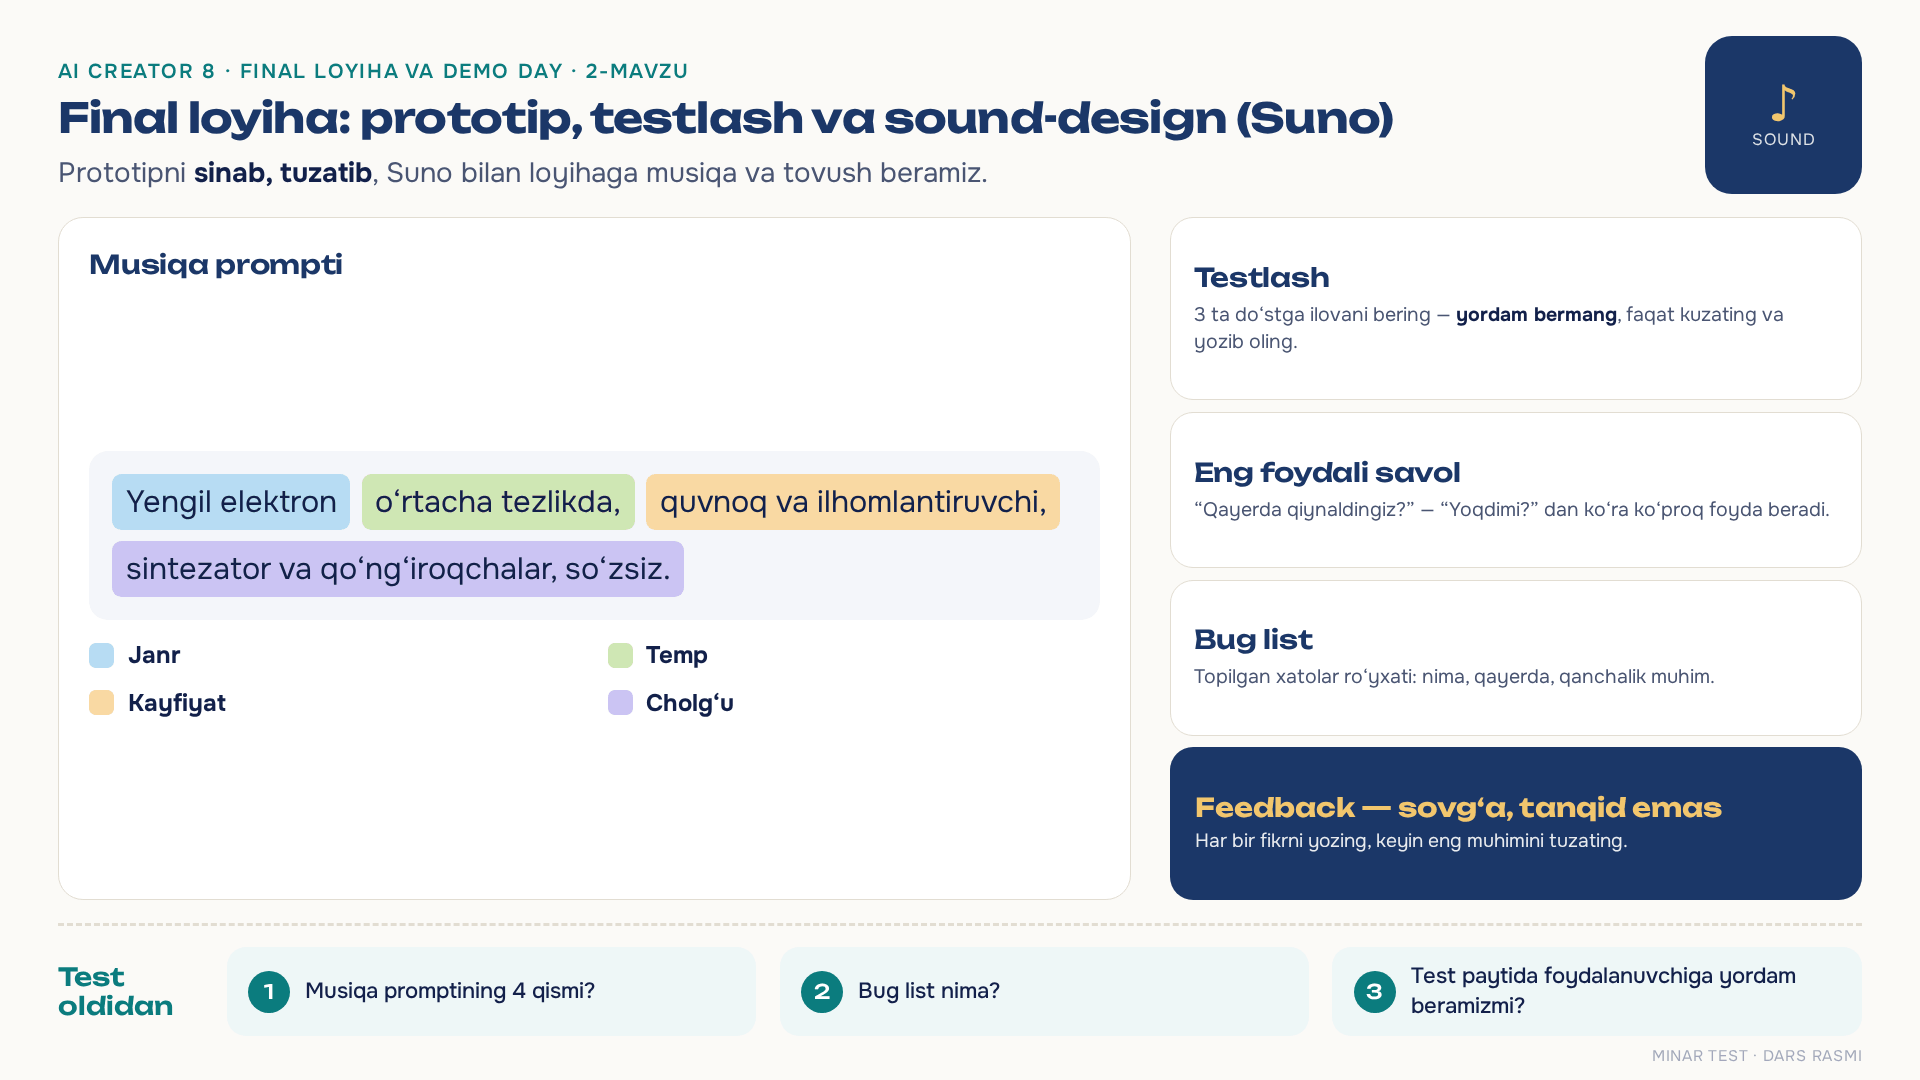 AI CREATOR 8 · FINAL LOYIHA VA DEMO DAY · 2-MAVZU
Final loyiha: prototip, testlash va sound-design (Suno)
Prototipni sinab, tuzatib, Suno bilan loyihaga musiqa va tovush beramiz.
SOUND
Musiqa prompti
Yengil elektron o‘rtacha tezlikda, quvnoq va ilhomlantiruvchi,
sintezator va qo‘ng‘iroqchalar, so‘zsiz.
Janr
Temp
Kayfiyat
Cholg‘u
Testlash
3 ta do‘stga ilovani bering — yordam bermang, faqat kuzating va
yozib oling.
Eng foydali savol
“Qayerda qiynaldingiz?” — “Yoqdimi?” dan ko‘ra ko‘proq foyda beradi.
Bug list
Topilgan xatolar ro‘yxati: nima, qayerda, qanchalik muhim.
Feedback — sovg‘a, tanqid emas
Har bir fikrni yozing, keyin eng muhimini tuzating.
Test
oldidan
1 Musiqa promptining 4 qismi?
2 Bug list nima?
3 Test paytida foydalanuvchiga yordam
beramizmi?
MINAR TEST · DARS RASMI